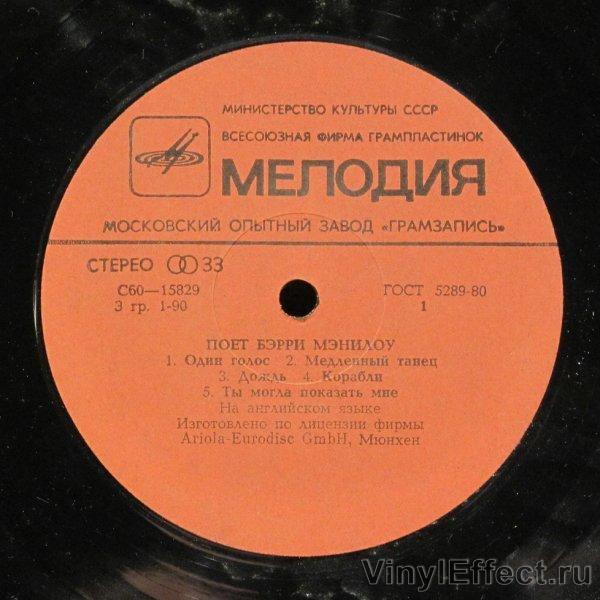 МИНИСТЕРСТВО КУЛЬТУРЫ СССР
ВСЕСОЮЗНАЯ ФИРМА ГРАМПЛАСТИНОК
МЕЛОДИЯ
МОСКОВСКИЙ ОПЫТНЫЙ ЗАВОД «ГРАМЗАПИСЬ»
СТЕРЕО 33
С60—15829 ГОСТ 5289-80
3 гр. 1-90 1
ПОЕТ БЭРРИ МЭНИЛОУ
1. Один голос 2. Медленный танец
3. Дождь 4. Корабли
5. Ты могла показать мне
На английском языке
Изготовлено по лицензии фирмы
Ariola-Eurodisc GmbH, Мюнхен
VinylEffect.ru